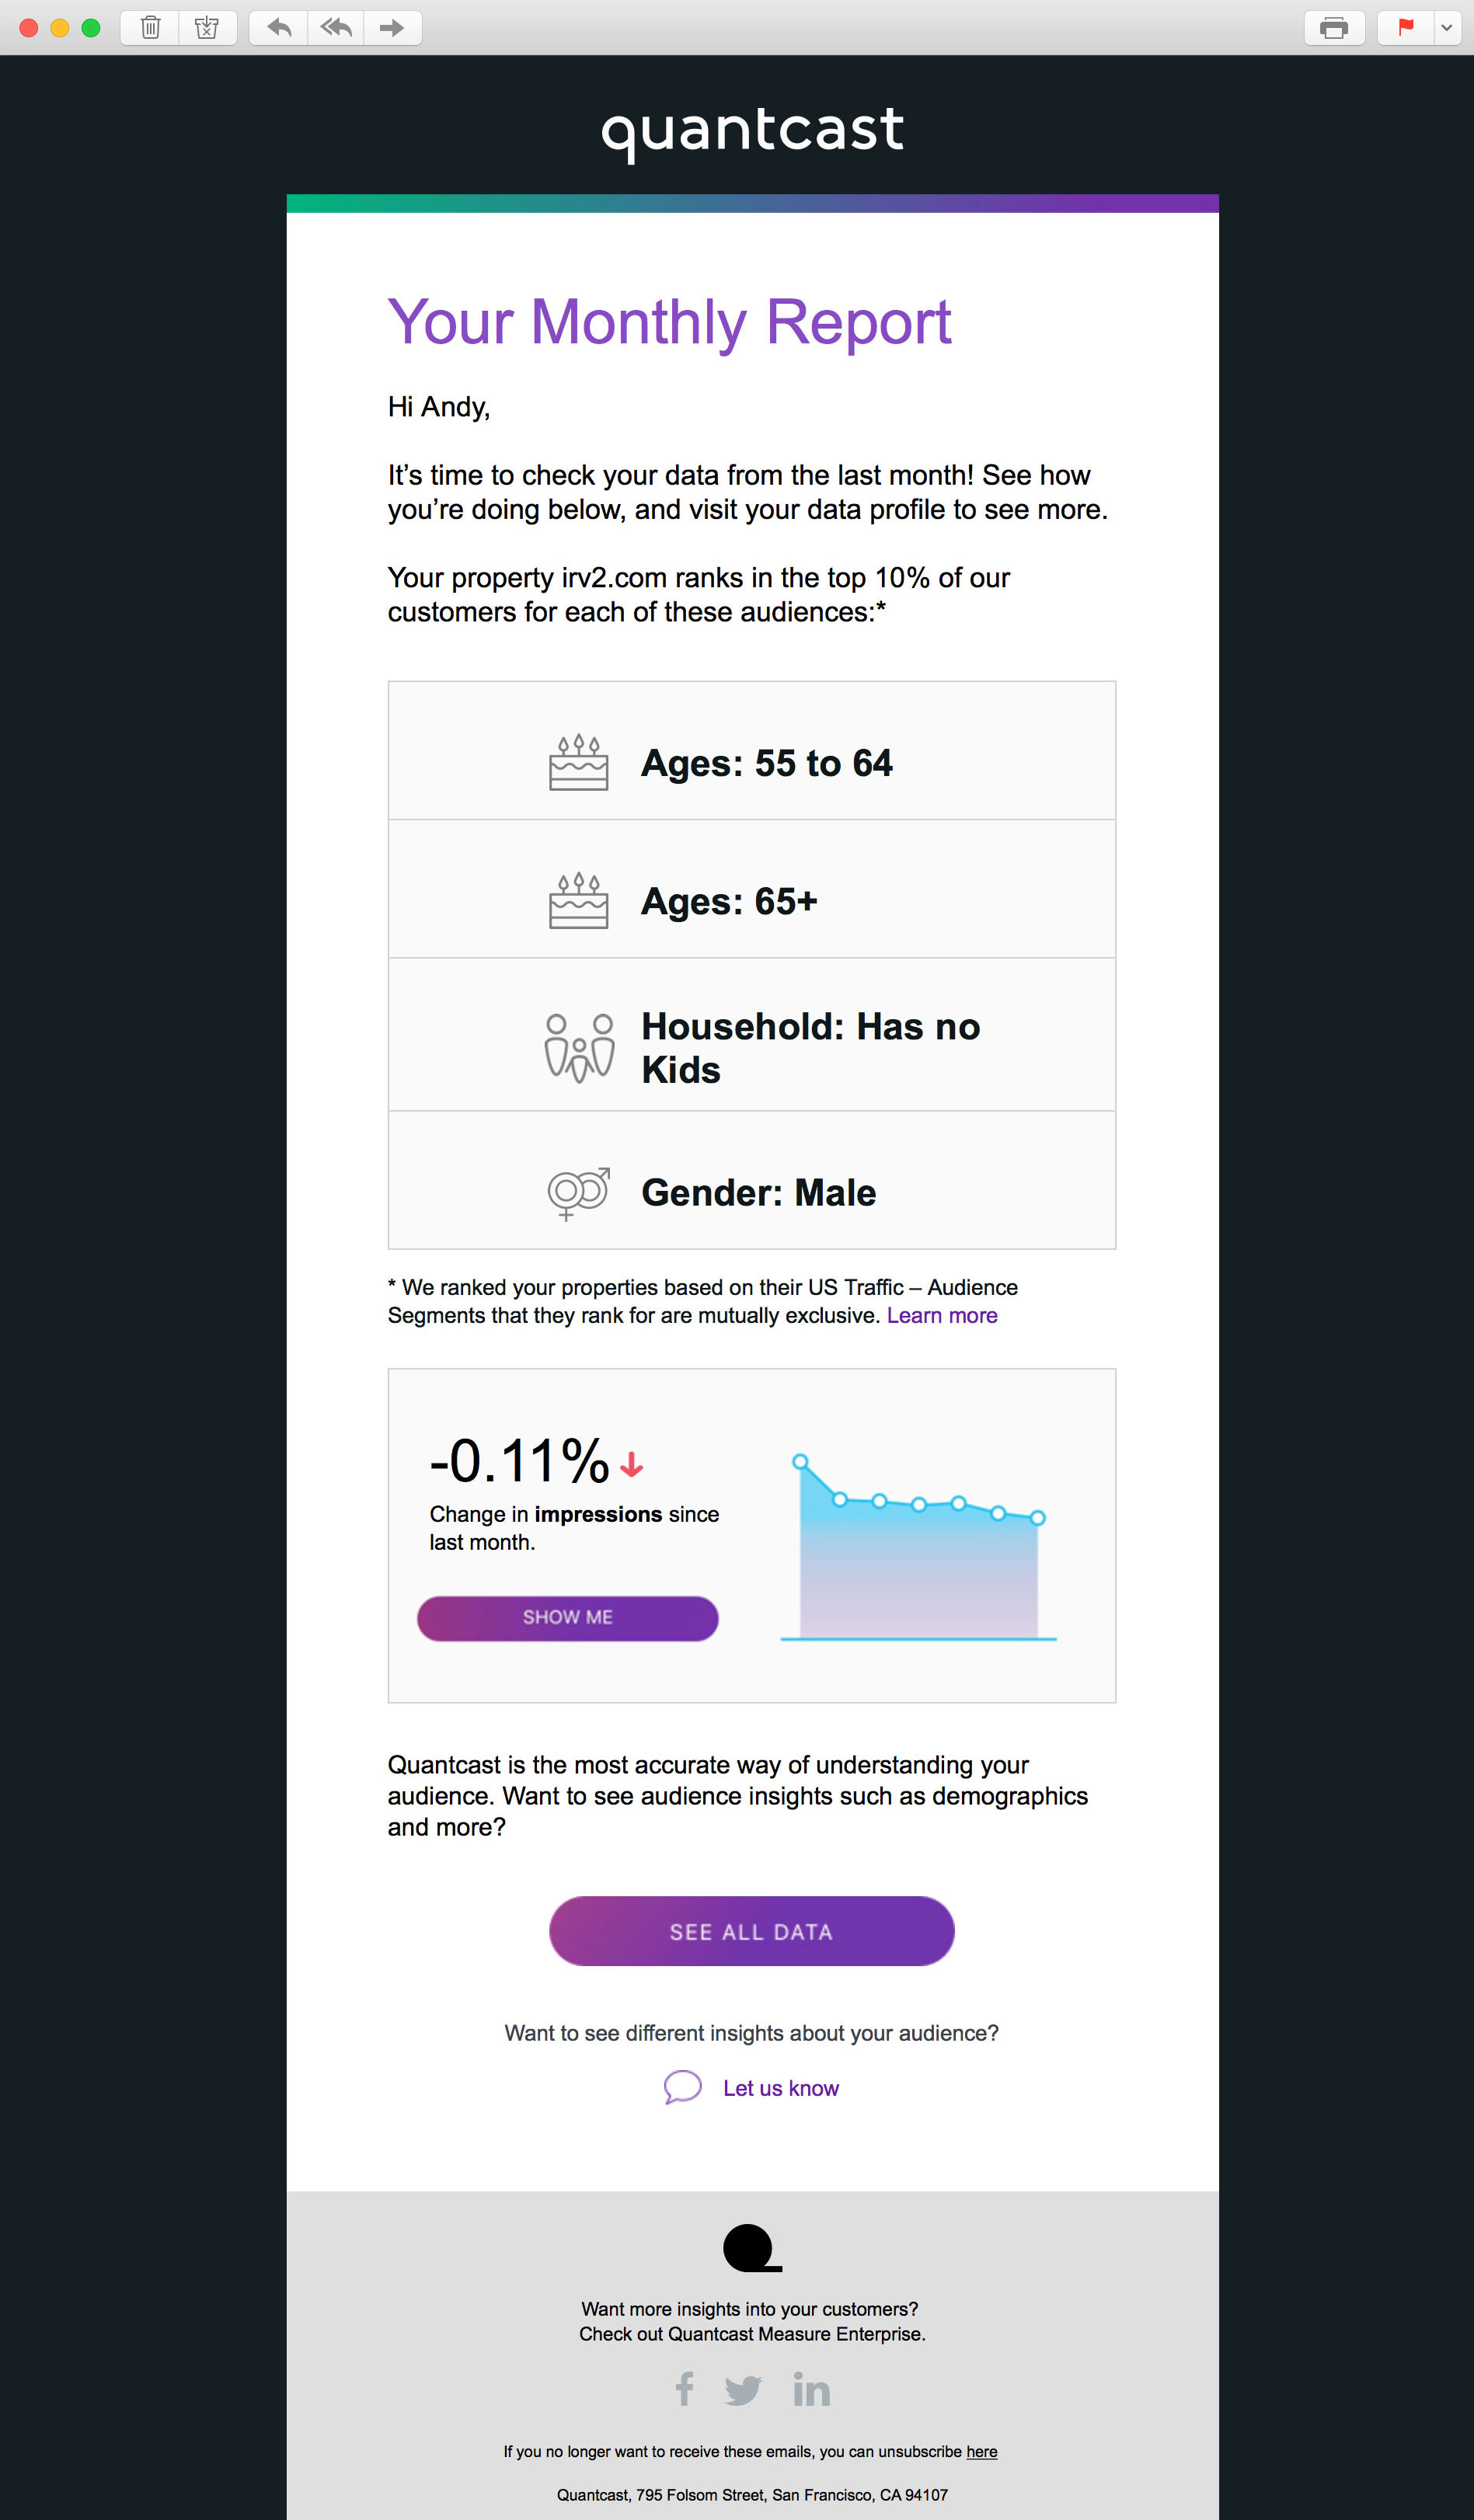 quantcast
Your Monthly Report
Hi Andy,
It’s time to check your data from the last month! See how
you’re doing below, and visit your data profile to see more.
Your property irv2.com ranks in the top 10% of our
customers for each of these audiences:*
Ages: 55 to 64
Ages: 65+
Household: Has no
Kids
Gender: Male
* We ranked your properties based on their US Traffic – Audience
Segments that they rank for are mutually exclusive. Learn more
-0.11%
Change in impressions since
last month.
SHOW ME
Quantcast is the most accurate way of understanding your
audience. Want to see audience insights such as demographics
and more?
SEE ALL DATA
Want to see different insights about your audience?
Let us know
Want more insights into your customers?
Check out Quantcast Measure Enterprise.
If you no longer want to receive these emails, you can unsubscribe here
Quantcast, 795 Folsom Street, San Francisco, CA 94107